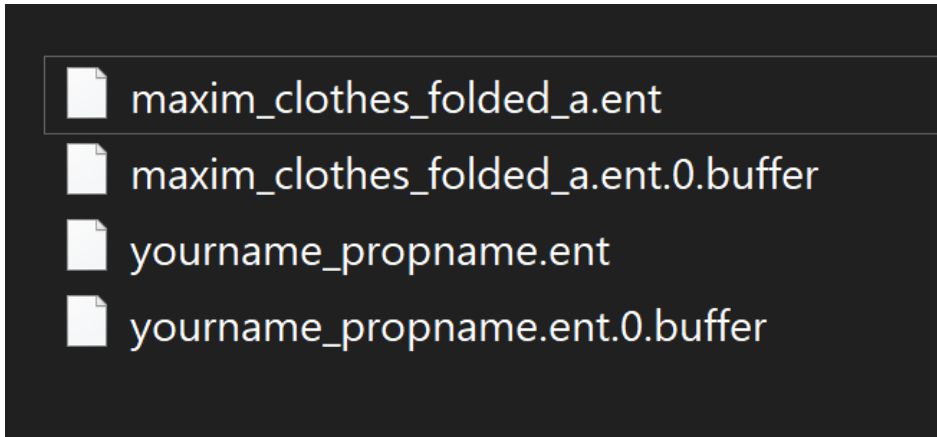 maxim_clothes_folded_a.ent
maxim_clothes_folded_a.ent.0.buffer
yourname_propname.ent
yourname_propname.ent.0.buffer